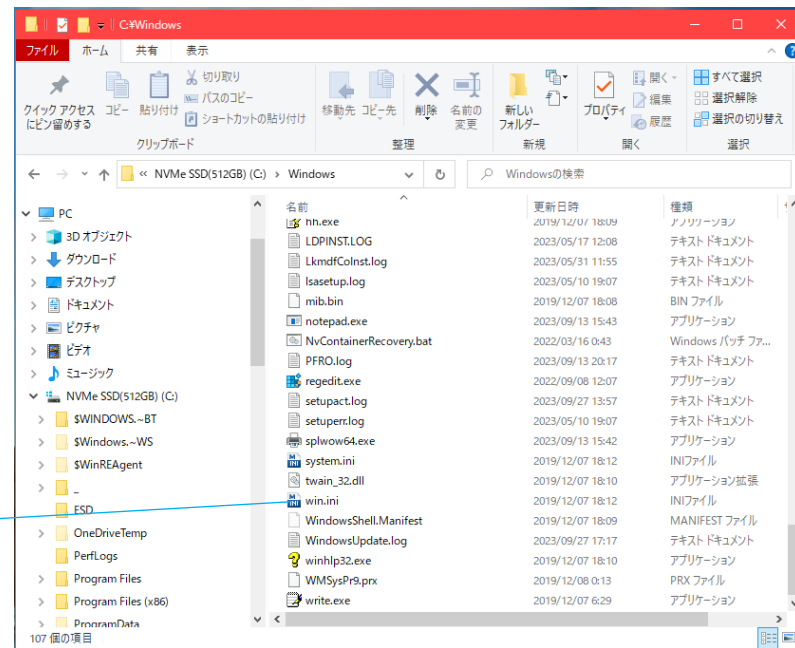 C:¥Windows
ファイル ホーム 共有 表示
クイック アクセス
にピン留めする
コピー
貼り付け
切り取り
パスのコピー
ショートカットの貼り付け
クリップボード
移動先 コピー先 削除 名前の
変更
整理
新しい
フォルダー
新規
プロパティ
開く
編集
履歴
開く
すべて選択
選択解除
選択の切り替え
選択
« NVMe SSD(512GB) (C:) › Windows
Windowsの検索
PC
3D オブジェクト
ダウンロード
デスクトップ
ドキュメント
ピクチャ
ビデオ
ミュージック
NVMe SSD(512GB) (C:)
$WINDOWS.~BT
$Windows.~WS
$WinREAgent
_
ESD
OneDriveTemp
PerfLogs
Program Files
Program Files (x86)
ProgramData
名前 更新日時 種類
hh.exe 2019/12/07 18:09 アプリケーション
LDPINST.LOG 2023/05/17 12:08 テキスト ドキュメント
LkmdfCoInst.log 2023/05/31 11:55 テキスト ドキュメント
lsasetup.log 2023/05/10 19:07 テキスト ドキュメント
mib.bin 2019/12/07 18:08 BIN ファイル
notepad.exe 2023/09/13 15:43 アプリケーション
NvContainerRecovery.bat 2022/03/16 0:43 Windows バッチ ファ...
PFRO.log 2023/09/13 20:17 テキスト ドキュメント
regedit.exe 2022/09/08 12:07 アプリケーション
setupact.log 2023/09/27 13:57 テキスト ドキュメント
setuperr.log 2023/05/10 19:07 テキスト ドキュメント
splwow64.exe 2023/09/13 15:42 アプリケーション
system.ini 2019/12/07 18:12 INIファイル
twain_32.dll 2019/12/07 18:10 アプリケーション拡張
win.ini 2019/12/07 18:12 INIファイル
WindowsShell.Manifest 2019/12/07 18:09 MANIFEST ファイル
WindowsUpdate.log 2023/09/27 17:17 テキスト ドキュメント
winhlp32.exe 2019/12/07 18:10 アプリケーション
WMSysPr9.prx 2019/12/08 0:13 PRX ファイル
write.exe 2019/12/07 6:29 アプリケーション
107 個の項目